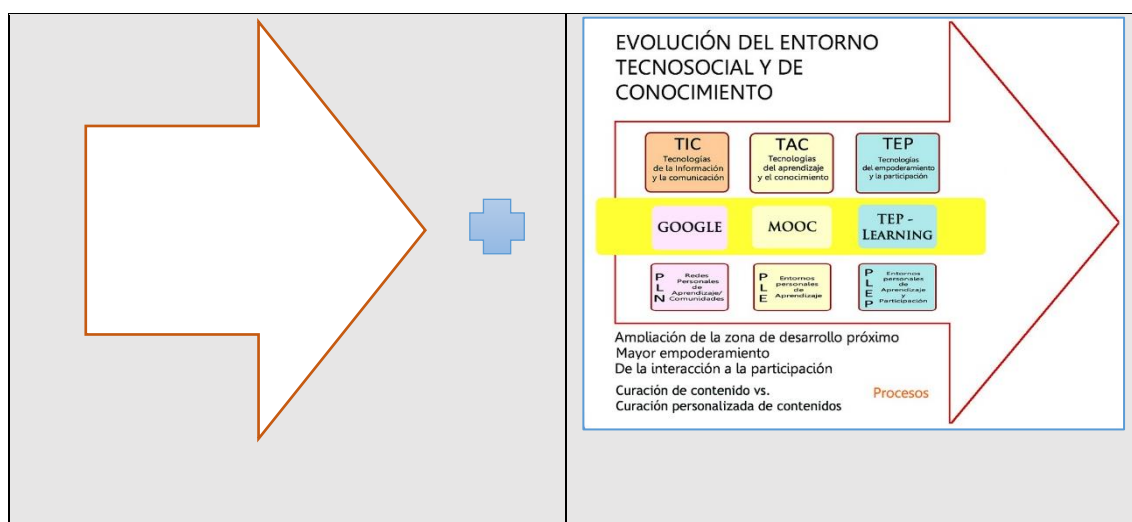 EVOLUCIÓN DEL ENTORNO
TECNOSOCIAL Y DE
CONOCIMIENTO
TIC
Tecnologías
de la Información
y la comunicación
TAC
Tecnologías
del aprendizaje
y el conocimiento
TEP
Tecnologías
del empoderamiento
y la participación
GOOGLE
MOOC
TEP -
LEARNING
PLN
Redes
Personales
de
Aprendizaje/
Comunidades
PLE
Entornos
personales
de
Aprendizaje
PLEP
Entornos
personales
de
Aprendizaje
y
Participación
Ampliación de la zona de desarrollo próximo
Mayor empoderamiento
De la interacción a la participación
Curación de contenido vs.
Curación personalizada de contenidos
Procesos